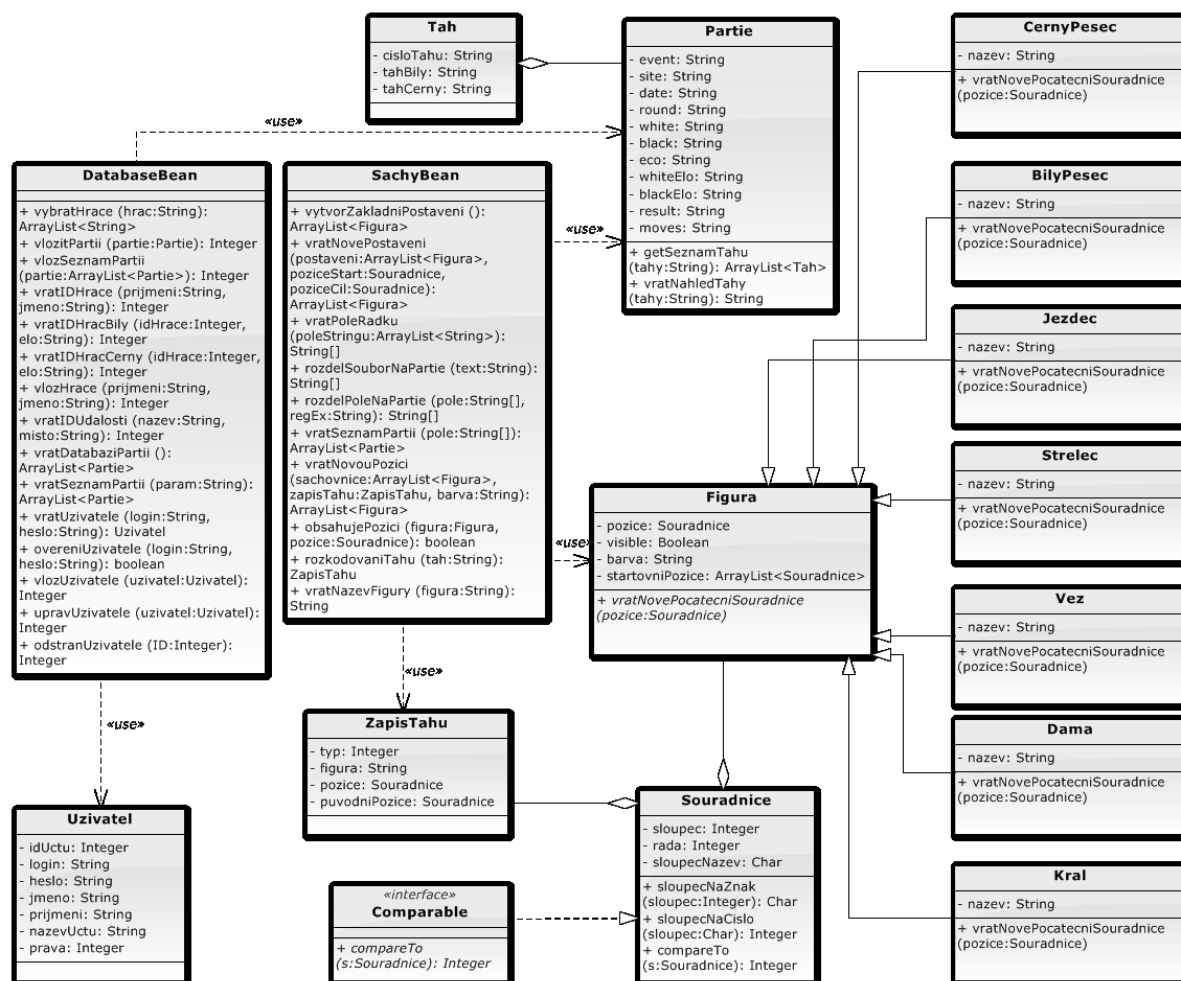 Tah
- cisloTahu: String
- tahBily: String
- tahCerny: String
Partie
- event: String
- site: String
- date: String
- round: String
- white: String
- black: String
- eco: String
- whiteElo: String
- blackElo: String
- result: String
- moves: String
+ getSeznamTahu
(tahy:String): ArrayList<Tah>
+ vratNahledTahy
(tahy:String): String
CernyPesec
- nazev: String
+ vratNovePocatecniSouradnice
(pozice:Souradnice)
«use»
DatabaseBean
+ vybratHrace (hrac:String):
ArrayList<String>
+ vlozitPartii (partie:Partie): Integer
+ vlozSeznamPartii
(partie:ArrayList<Partie>): Integer
+ vratIDHrace (prijmeni:String,
jmeno:String): Integer
+ vratIDHracBily (idHrace:Integer,
elo:String): Integer
+ vratIDHracCerny (idHrace:Integer,
elo:String): Integer
+ vlozHrace (prijmeni:String,
jmeno:String): Integer
+ vratIDUdalosti (nazev:String,
misto:String): Integer
+ vratDatabaziPartii ():
ArrayList<Partie>
+ vratSeznamPartii (param:String):
ArrayList<Partie>
+ vratUzivatele (login:String,
heslo:String): Uzivatel
+ overeniUzivatele (login:String,
heslo:String): boolean
+ vlozUzivatele (uzivatel:Uzivatel):
Integer
+ upravUzivatele (uzivatel:Uzivatel):
Integer
+ odstranUzivatele (ID:Integer):
Integer
SachyBean
+ vytvorZakladniPostaveni ():
ArrayList<Figura>
+ vratNovePostaveni
(postaveni:ArrayList<Figura>,
poziceStart:Souradnice,
poziceCil:Souradnice):
ArrayList<Figura>
+ vratPoleRadku
(poleStringu:ArrayList<String>):
String[]
+ rozdelSouborNaPartie (text:String):
String[]
+ rozdelPoleNaPartie (pole:String[],
regEx:String): String[]
+ vratSeznamPartii (pole:String[]):
ArrayList<Partie>
+ vratNovouPozici
(sachovnice:ArrayList<Figura>,
zapisTahu:ZapisTahu, barva:String):
ArrayList<Figura>
+ obsahujePozici (figura:Figura,
pozice:Souradnice): boolean
+ rozkodovaniTahu (tah:String):
ZapisTahu
+ vratNazevFigury (figura:String):
String
«use»
«use»
BilyPesec
- nazev: String
+ vratNovePocatecniSouradnice
(pozice:Souradnice)
Jezdec
- nazev: String
+ vratNovePocatecniSouradnice
(pozice:Souradnice)
Strelec
- nazev: String
+ vratNovePocatecniSouradnice
(pozice:Souradnice)
Figura
- pozice: Souradnice
- visible: Boolean
- barva: String
- startovniPozice: ArrayList<Souradnice>
+ vratNovePocatecniSouradnice
(pozice:Souradnice)
Vez
- nazev: String
+ vratNovePocatecniSouradnice
(pozice:Souradnice)
«use»
«use»
ZapisTahu
- typ: Integer
- figura: String
- pozice: Souradnice
- puvodniPozice: Souradnice
Dama
- nazev: String
+ vratNovePocatecniSouradnice
(pozice:Souradnice)
Uzivatel
- idUctu: Integer
- login: String
- heslo: String
- jmeno: String
- prijmeni: String
- nazevUctu: String
- prava: Integer
«interface»
Comparable
+ compareTo
(s:Souradnice): Integer
Souradnice
- sloupec: Integer
- rada: Integer
- sloupecNazev: Char
+ sloupecNaZnak
(sloupec:Integer): Char
+ sloupecNaCislo
(sloupec:Char): Integer
+ compareTo
(s:Souradnice): Integer
Kral
- nazev: String
+ vratNovePocatecniSouradnice
(pozice:Souradnice)